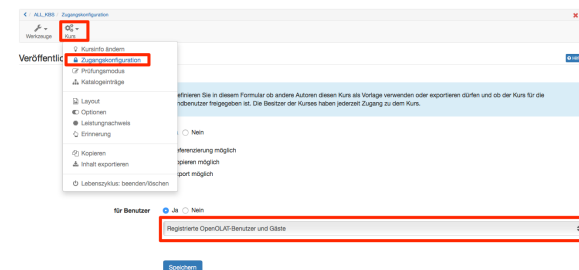 ALL_KBS / Zugangskonfiguration
Werkzeuge Kurs
Veröffentlic
Kursinfo ändern
Zugangskonfiguration
Prüfungsmodus
Katalogeinträge
Layout
Optionen
Leistungnachweis
Erinnerung
Kopieren
Inhalt exportieren
Lebenszyklus: beenden/löschen
efinieren Sie in diesem Formular ob andere Autoren diesen Kurs als Vorlage verwenden oder exportieren dürfen und ob der Kurs für die
ndbenutzer freigegeben ist. Die Besitzer der Kurses haben jederzeit Zugang zu dem Kurs.
Nein
eferenzierung möglich
opieren möglich
xport möglich
für Benutzer Ja Nein
Registrierte OpenOLAT-Benutzer und Gäste
Speichern